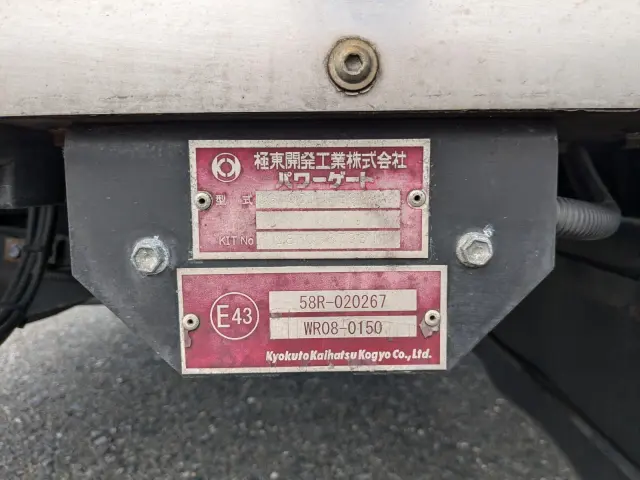 極東開発工業株式会社
パワーゲート
型 式
KIT No
E43
58R-020267
WR08-0150
Kyokuto Kaihatsu Kogyo Co., Ltd.